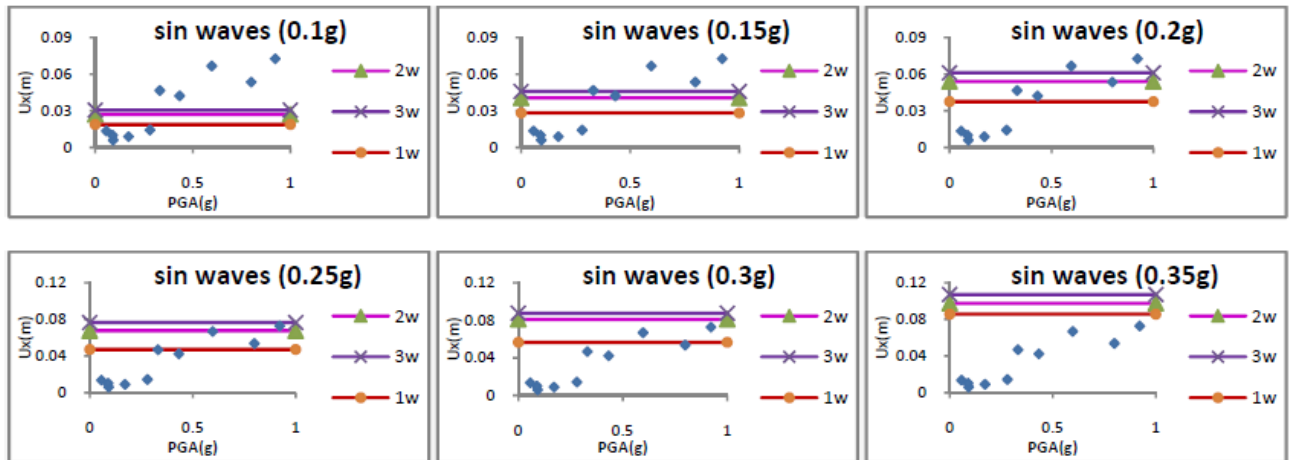 sin waves (0.1g)
0.09
0.06
0.03
0
Ux(m)
0
0.5
1
PGA(g)
2w
3w
1w
sin waves (0.15g)
0.09
0.06
0.03
0
Ux(m)
0
0.5
1
PGA(g)
2w
3w
1w
sin waves (0.2g)
0.09
0.06
0.03
0
Ux(m)
0
0.5
1
PGA(g)
2w
3w
1w
sin waves (0.25g)
0.12
0.08
0.04
0
Ux(m)
0
0.5
1
PGA(g)
2w
3w
1w
sin waves (0.3g)
0.12
0.08
0.04
0
Ux(m)
0
0.5
1
PGA(g)
2w
3w
1w
sin waves (0.35g)
0.12
0.08
0.04
0
Ux(m)
0
0.5
1
PGA(g)
2w
3w
1w